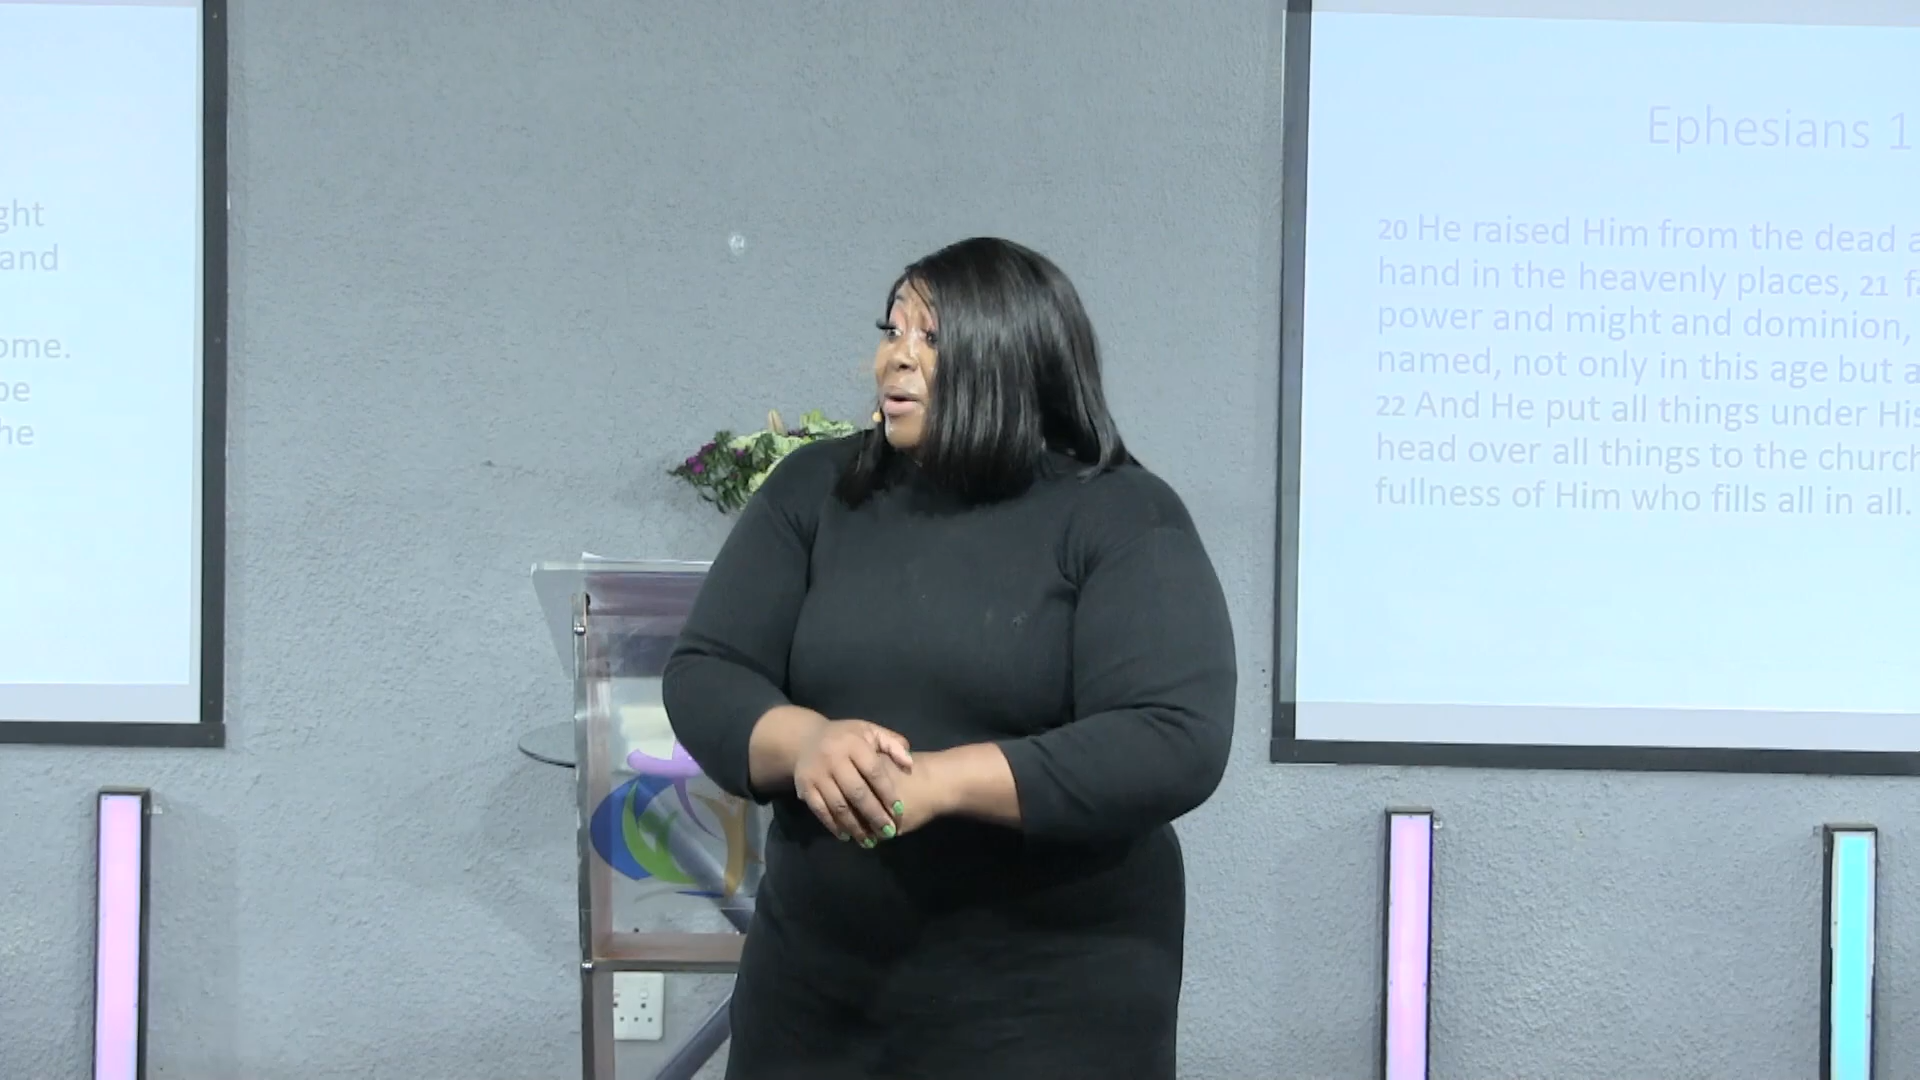 ght
and
ome.
be
he
Ephesians 1
20 He raised Him from the dead a
hand in the heavenly places, 21 fa
power and might and dominion,
named, not only in this age but a
22 And He put all things under His
head over all things to the church
fullness of Him who fills all in all.